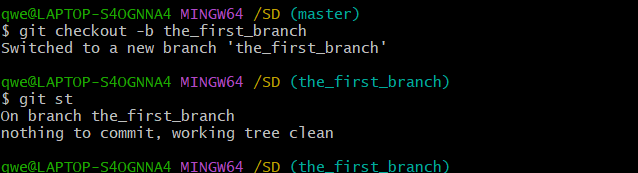 qwe@LAPTOP-S4OGNNA4 MINGW64 /SD (master)
$ git checkout -b the_first_branch
Switched to a new branch 'the_first_branch'
qwe@LAPTOP-S4OGNNA4 MINGW64 /SD (the_first_branch)
$ git st
On branch the_first_branch
nothing to commit, working tree clean
qwe@LAPTOP-S4OGNNA4 MINGW64 /SD (the_first_branch)